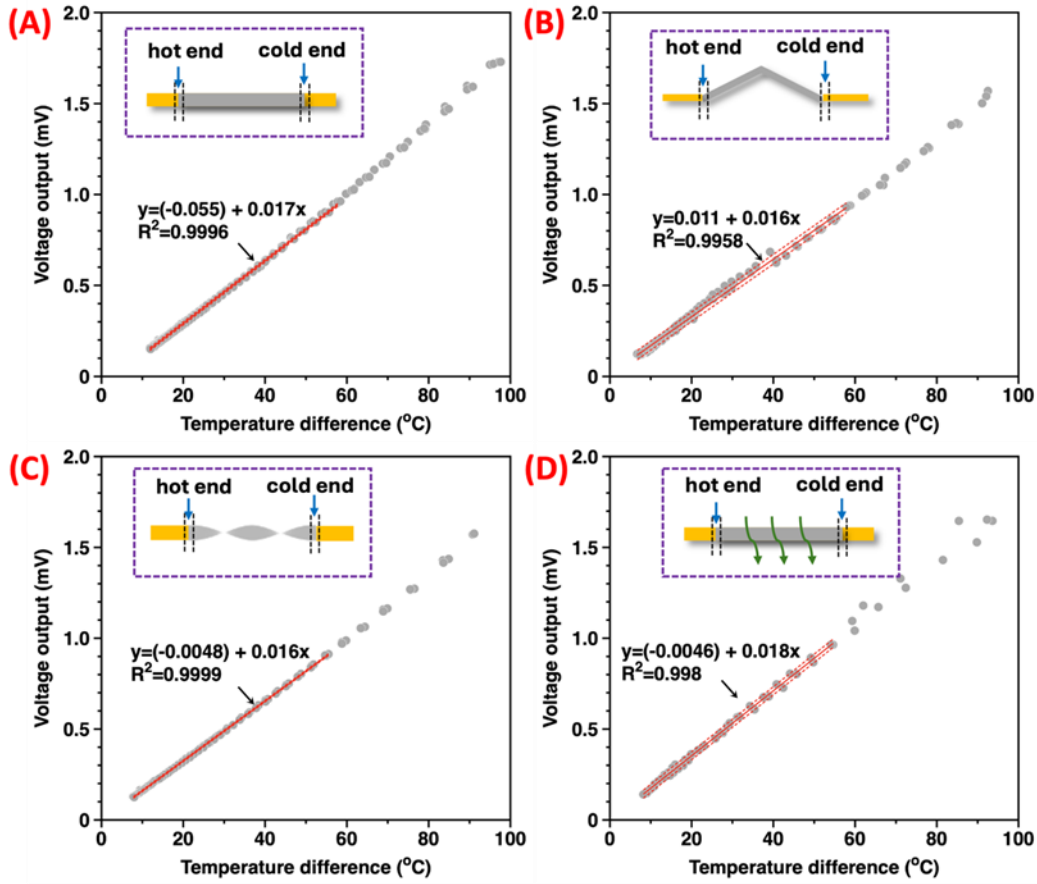 (A)
2.0
1.5
1.0
0.5
0
0
20
40
60
80
100
Voltage output (mV)
Temperature difference (°C)
hot end
cold end
y=(-0.055) + 0.017x
R²=0.9996
(B)
2.0
1.5
1.0
0.5
0
0
20
40
60
80
100
Voltage output (mV)
Temperature difference (°C)
hot end
cold end
y=0.011 + 0.016x
R²=0.9958
(C)
2.0
1.5
1.0
0.5
0
0
20
40
60
80
100
Voltage output (mV)
Temperature difference (°C)
hot end
cold end
y=(-0.0048) + 0.016x
R²=0.9999
(D)
2.0
1.5
1.0
0.5
0
0
20
40
60
80
100
Voltage output (mV)
Temperature difference (°C)
hot end
cold end
y=(-0.0046) + 0.018x
R²=0.998